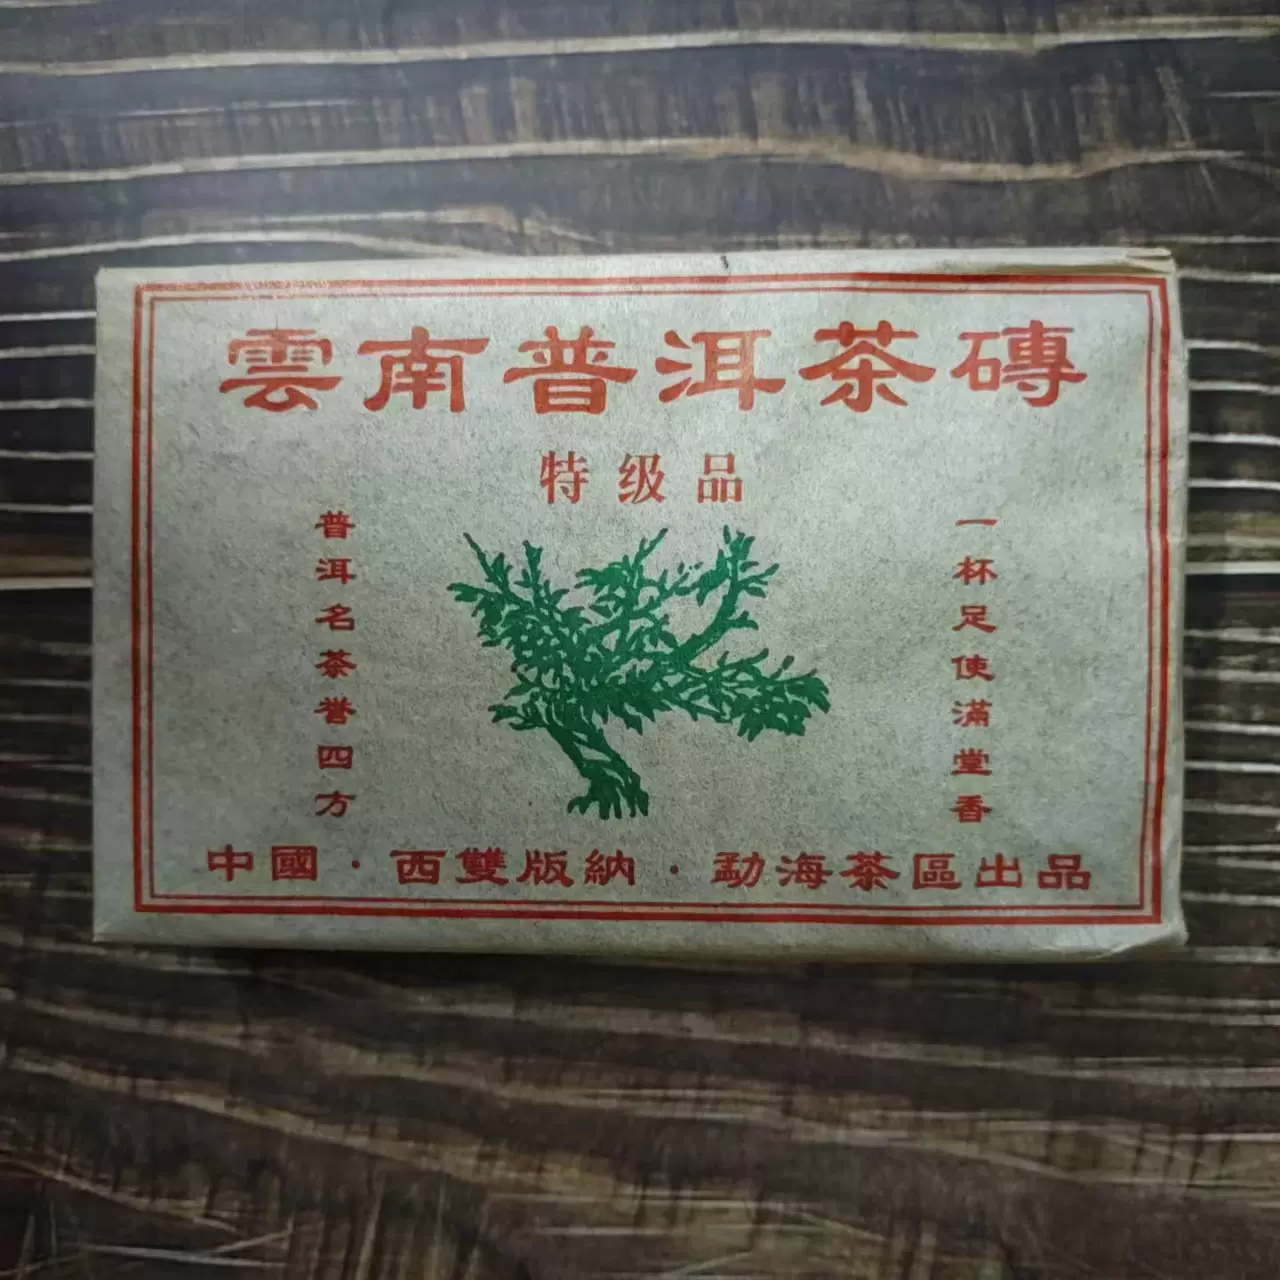 雲南普洱茶磚
特级品
普洱名茶誉四方
一杯足使滿堂香
中國·西雙版納·勐海茶區出品